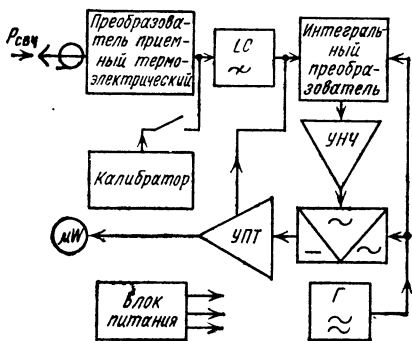 Pсвч
Преобразова-
тель прием-
ный термо-
электрический
LC
~
Интеграль-
ный
преобра-
зователь
УНЧ
Калибратор
μW
УПТ
~
– ~
Блок
питания
Г
≈